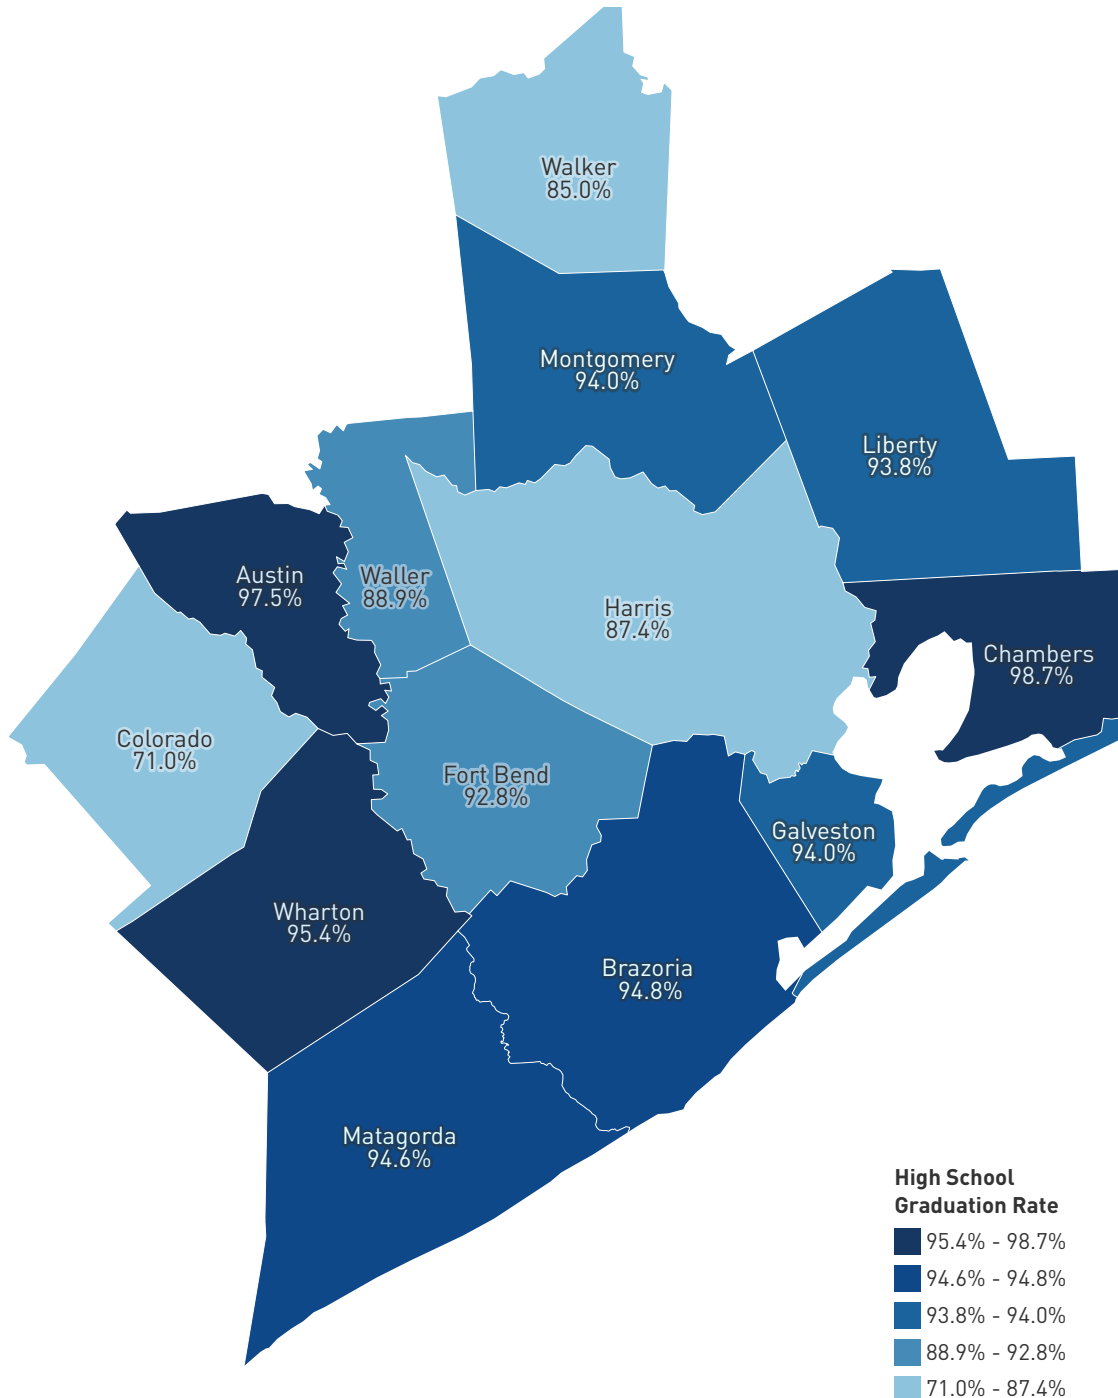 Walker
85.0%
Montgomery
94.0%
Liberty
93.8%
Austin
97.5%
Waller
88.9%
Harris
87.4%
Chambers
98.7%
Colorado
71.0%
Fort Bend
92.8%
Galveston
94.0%
Wharton
95.4%
Brazoria
94.8%
Matagorda
94.6%
High School
Graduation Rate
95.4% - 98.7%
94.6% - 94.8%
93.8% - 94.0%
88.9% - 92.8%
71.0% - 87.4%